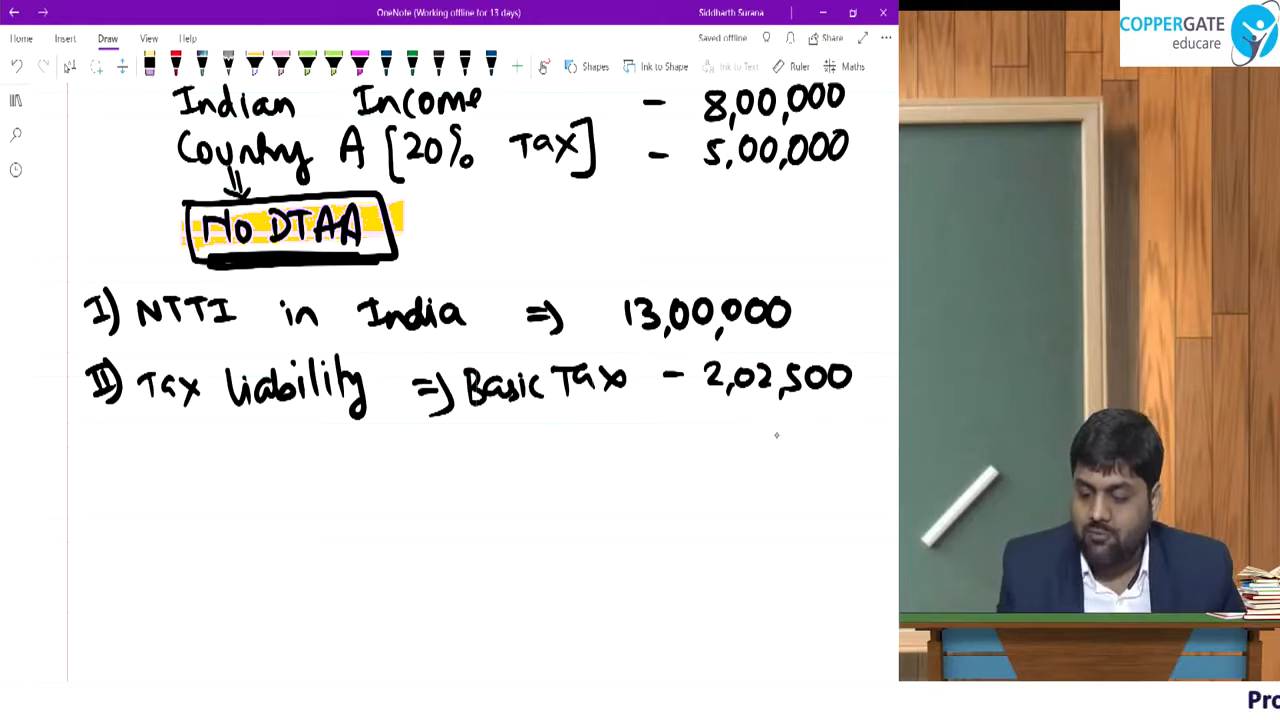 OneNote (Working offline for 13 days)
Siddharth Surana
COPPERGATE
educare
Home Insert Draw View Help
Saved offline Share
Shapes Ink to Shape Ink to Text Ruler Maths
Indian Income - 8,00,000
Country A [20% Tax] - 5,00,000
No DTAA
I) NTTI in India => 13,00,000
II) Tax liability => Basic Tax - 2,02,500
Pro